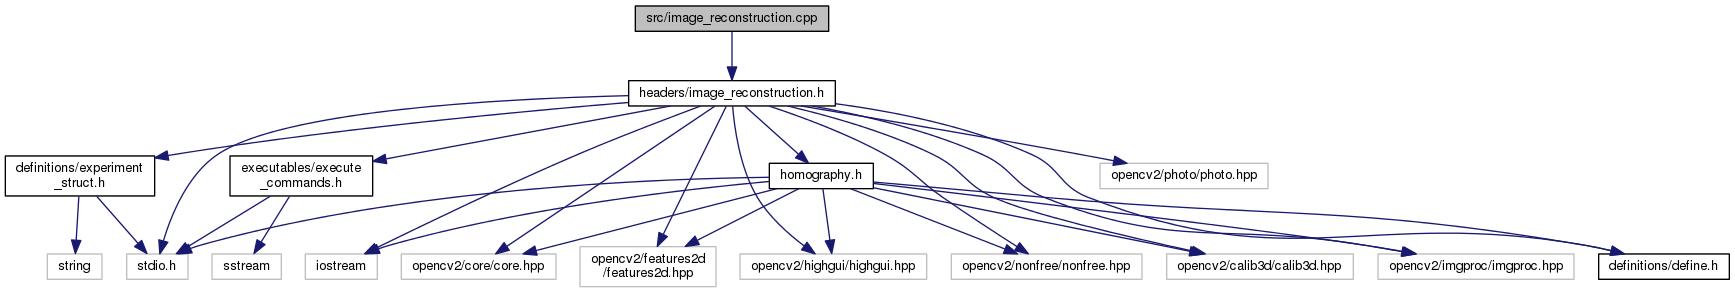 src/image_reconstruction.cpp
headers/image_reconstruction.h
definitions/experiment
_struct.h
executables/execute
_commands.h
homography.h
opencv2/photo/photo.hpp
string
stdio.h
sstream
iostream
opencv2/core/core.hpp
opencv2/features2d
/features2d.hpp
opencv2/highgui/highgui.hpp
opencv2/nonfree/nonfree.hpp
opencv2/calib3d/calib3d.hpp
opencv2/imgproc/imgproc.hpp
definitions/define.h